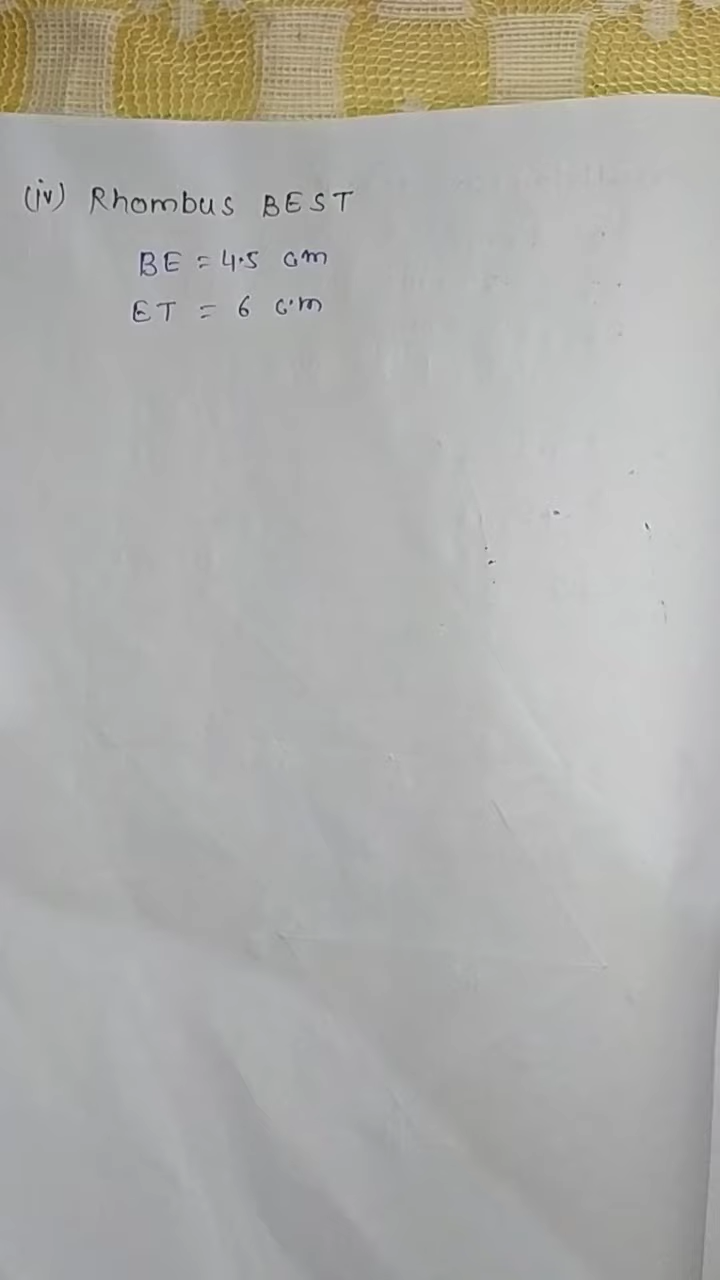 (iv) Rhombus BEST
BE = 4.5 cm
ET = 6 cm